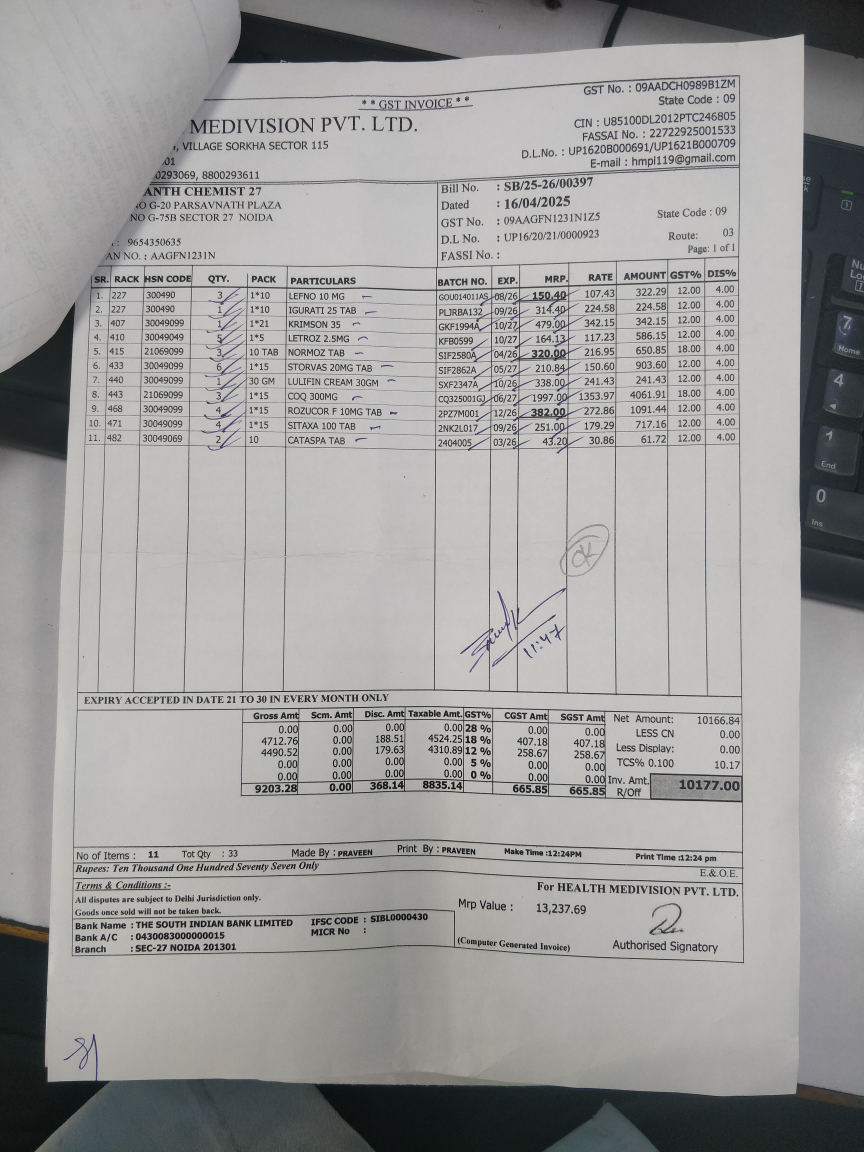 * * GST INVOICE * *
GST No. : 09AADCH0989B1ZM
State Code : 09
MEDIVISION PVT. LTD.
CIN : U85100DL2012PTC246805
, VILLAGE SORKHA SECTOR 115
FASSAI No. : 22722925001533
01
D.L.No. : UP1620B000691/UP1621B000709
0293069, 8800293611
E-mail : hmpl119@gmail.com
ANTH CHEMIST 27
NO G-20 PARSAVNATH PLAZA
NO G-75B SECTOR 27 NOIDA
: 9654350635
AN NO. : AAGFN1231N
Bill No. : SB/25-26/00397
Dated : 16/04/2025
GST No. : 09AAGFN1231N1Z5 State Code : 09
D.L No. : UP16/20/21/0000923 Route: 03
FASSI No. : Page: 1 of 1
SR. RACK HSN CODE QTY. PACK PARTICULARS BATCH NO. EXP. MRP. RATE AMOUNT GST% DIS%
1. 227 300490 3 1*10 LEFNO 10 MG GOU014011AS 08/26 150.40 107.43 322.29 12.00 4.00
2. 227 300490 1 1*10 IGURATI 25 TAB PLJRBA132 09/26 314.40 224.58 224.58 12.00 4.00
3. 407 30049099 1 1*21 KRIMSON 35 GKF1994A 10/27 479.00 342.15 342.15 12.00 4.00
4. 410 30049049 5 1*5 LETROZ 2.5MG KFB0599 10/27 164.13 117.23 586.15 12.00 4.00
5. 415 21069099 3 10 TAB NORMOZ TAB SIF2580A 04/26 320.00 216.95 650.85 18.00 4.00
6. 433 30049099 6 1*15 STORVAS 20MG TAB SIF2862A 05/27 210.84 150.60 903.60 12.00 4.00
7. 440 30049099 1 30 GM LULIFIN CREAM 30GM SXF2347A 10/26 338.00 241.43 241.43 12.00 4.00
8. 443 21069099 3 1*15 COQ 300MG CQ325001GJ 06/27 1997.00 1353.97 4061.91 18.00 4.00
9. 468 30049099 4 1*15 ROZUCOR F 10MG TAB 2PZ7M001 12/26 382.00 272.86 1091.44 12.00 4.00
10. 471 30049099 4 1*15 SITAXA 100 TAB 2NK2L017 09/26 251.00 179.29 717.16 12.00 4.00
11. 482 30049069 2 10 CATASPA TAB 2404005 03/26 43.20 30.86 61.72 12.00 4.00
OK
11:47
EXPIRY ACCEPTED IN DATE 21 TO 30 IN EVERY MONTH ONLY
Gross Amt Scm. Amt Disc. Amt Taxable Amt. GST% CGST Amt SGST Amt
0.00 0.00 0.00 0.00 28 % 0.00 0.00
4712.76 0.00 188.51 4524.25 18 % 407.18 407.18
4490.52 0.00 179.63 4310.89 12 % 258.67 258.67
0.00 0.00 0.00 0.00 5 % 0.00 0.00
0.00 0.00 0.00 0.00 0 % 0.00 0.00
9203.28 0.00 368.14 8835.14 665.85 665.85
Net Amount: 10166.84
LESS CN 0.00
Less Display: 0.00
TCS% 0.100 10.17
Inv. Amt. 10177.00
R/Off
No of Items : 11 Tot Qty : 33 Made By : PRAVEEN Print By : PRAVEEN Make Time :12:24PM Print Time :12:24 pm
Rupees: Ten Thousand One Hundred Seventy Seven Only
E.&.O.E.
Terms & Conditions :-
All disputes are subject to Delhi Jurisdiction only.
Goods once sold will not be taken back.
Bank Name : THE SOUTH INDIAN BANK LIMITED IFSC CODE : SIBL0000430
Bank A/C : 0430083000000015 MICR No :
Branch : SEC-27 NOIDA 201301
For HEALTH MEDIVISION PVT. LTD.
Mrp Value : 13,237.69
(Computer Generated Invoice)
Authorised Signatory
7
Home
4
1
End
0
Ins